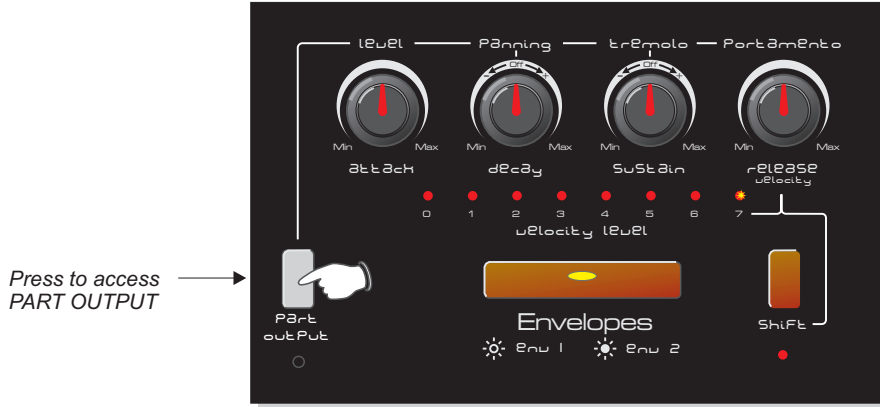 level Panning tremolo Portamento
- Off + - Off +
Min Max Min Max Min Max Min Max
attack decay Sustain release
velocity
0 1 2 3 4 5 6 7
velocity level
Press to access
PART OUTPUT
Part
output
Envelopes
env 1 env 2
Shift